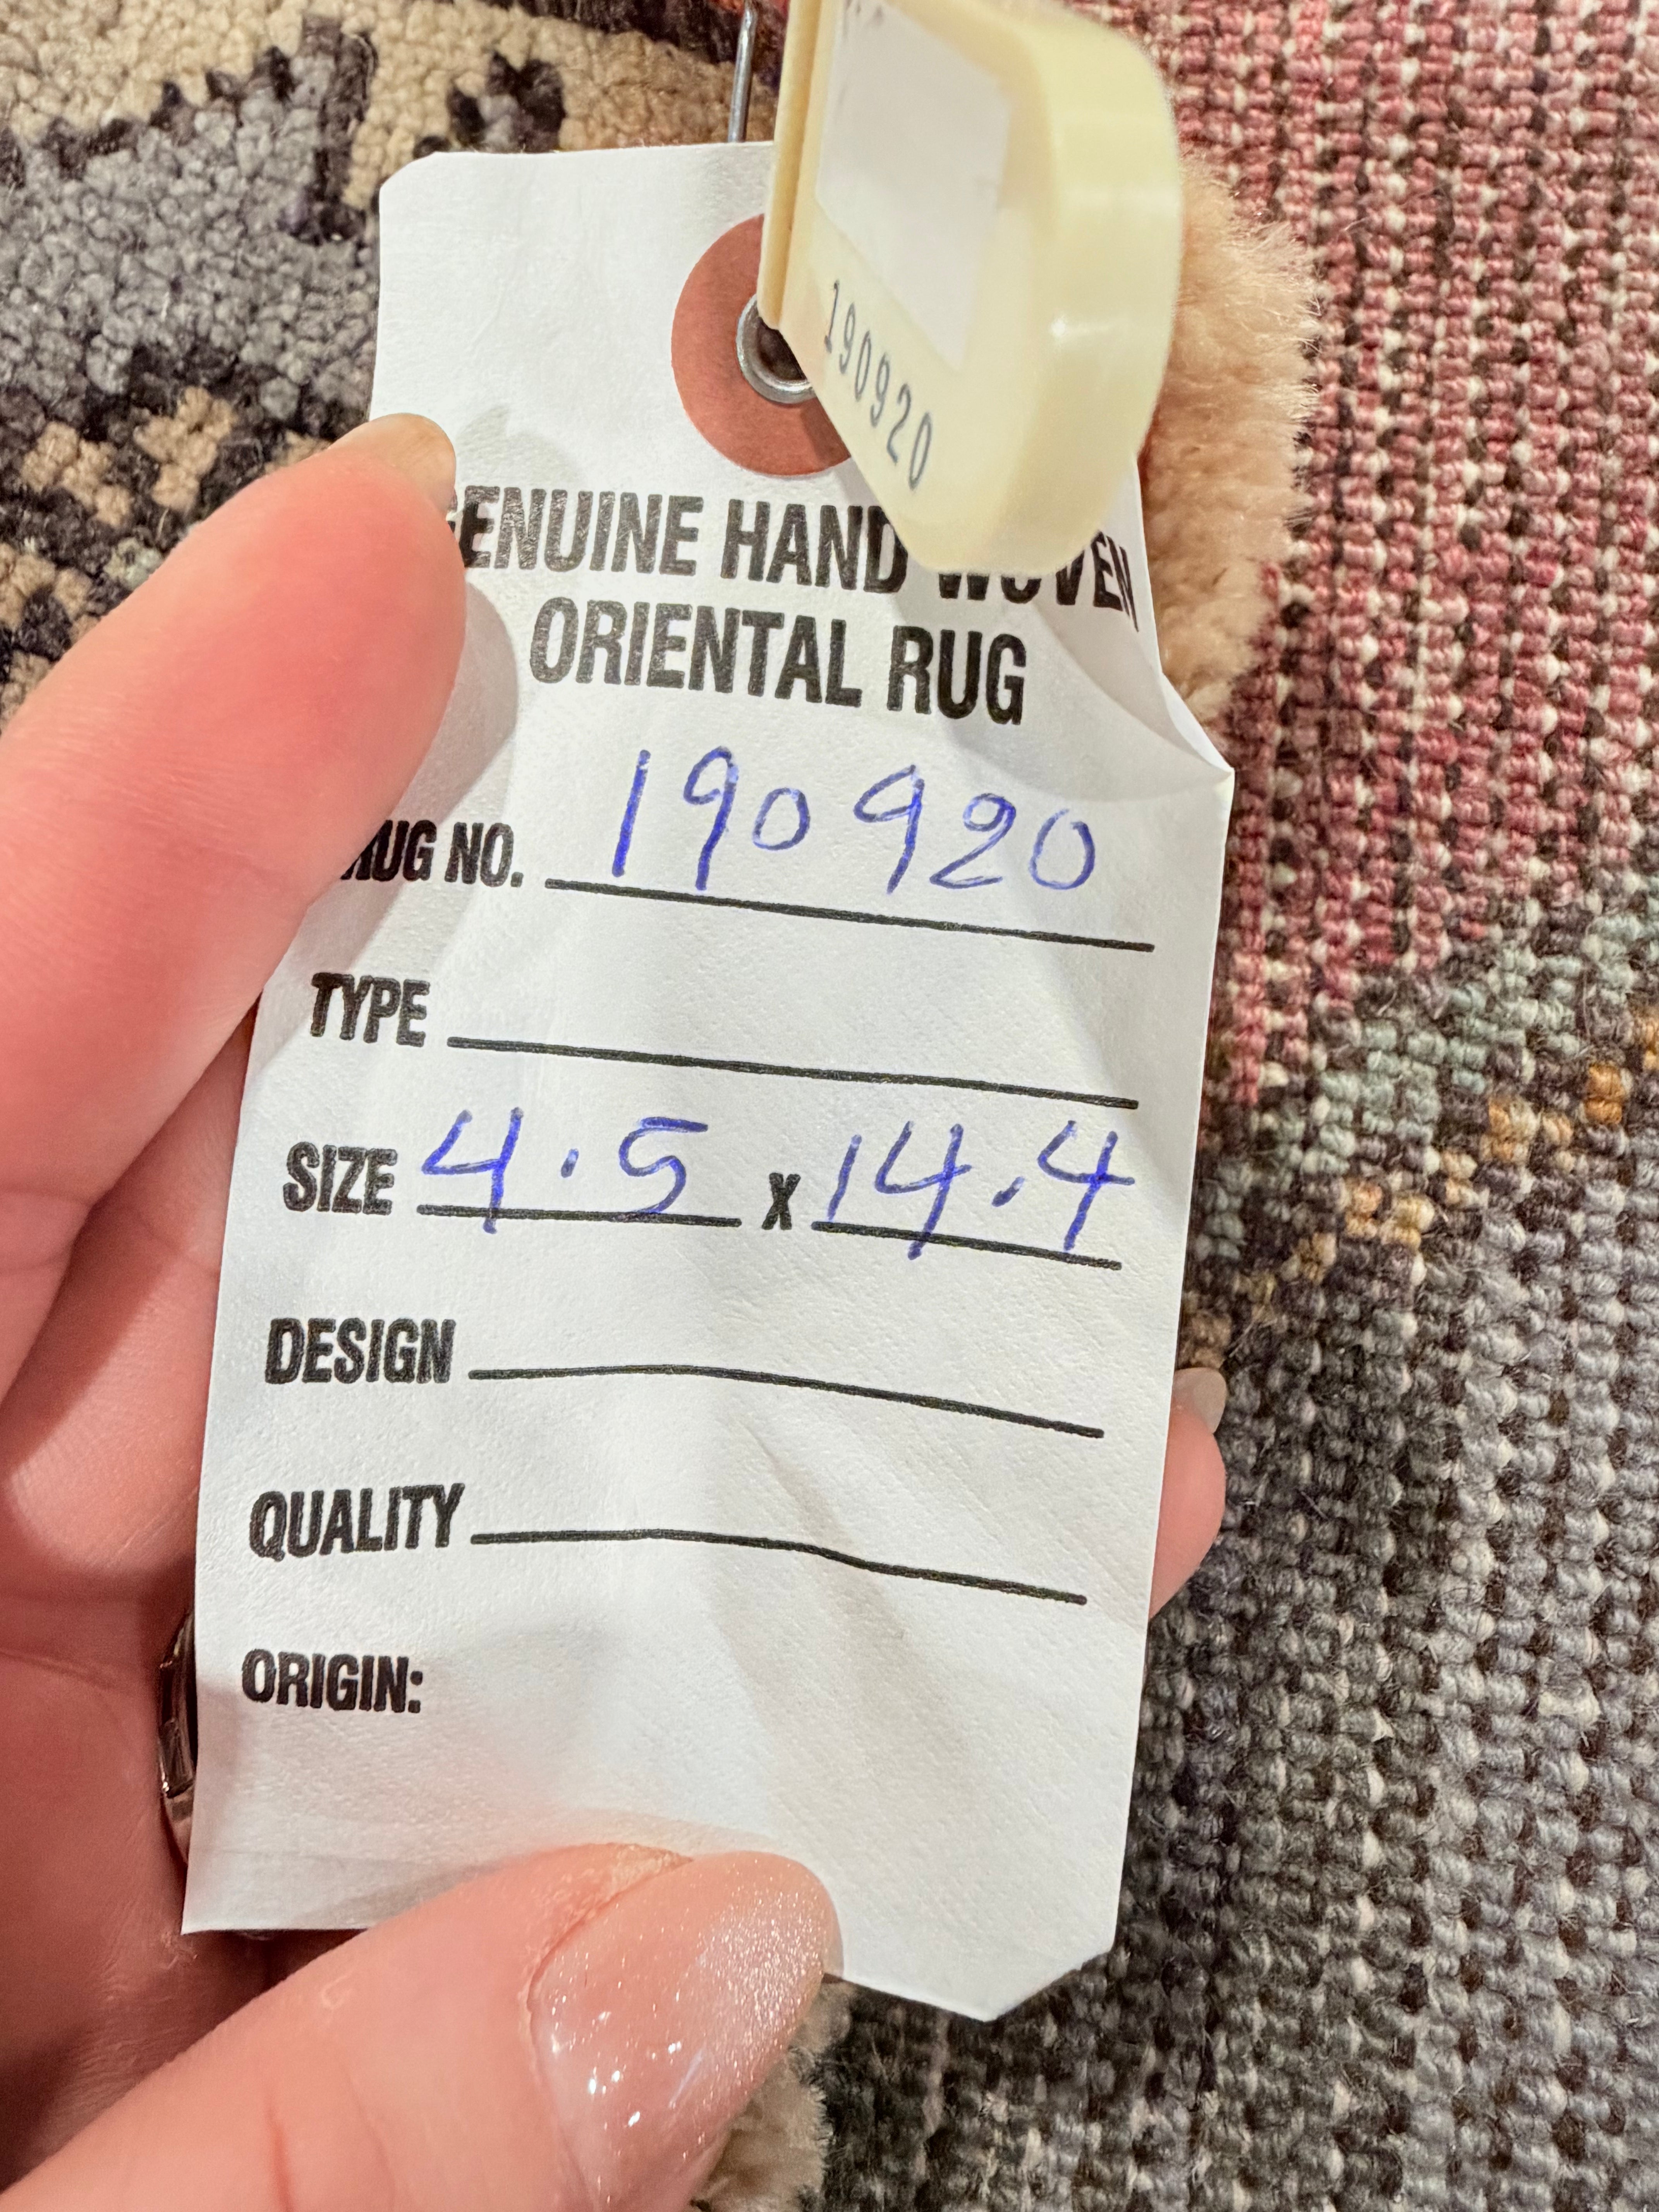 190920
GENUINE HAND WOVEN
ORIENTAL RUG
RUG NO. 190920
TYPE
SIZE 4.5 x 14.4
DESIGN
QUALITY
ORIGIN: